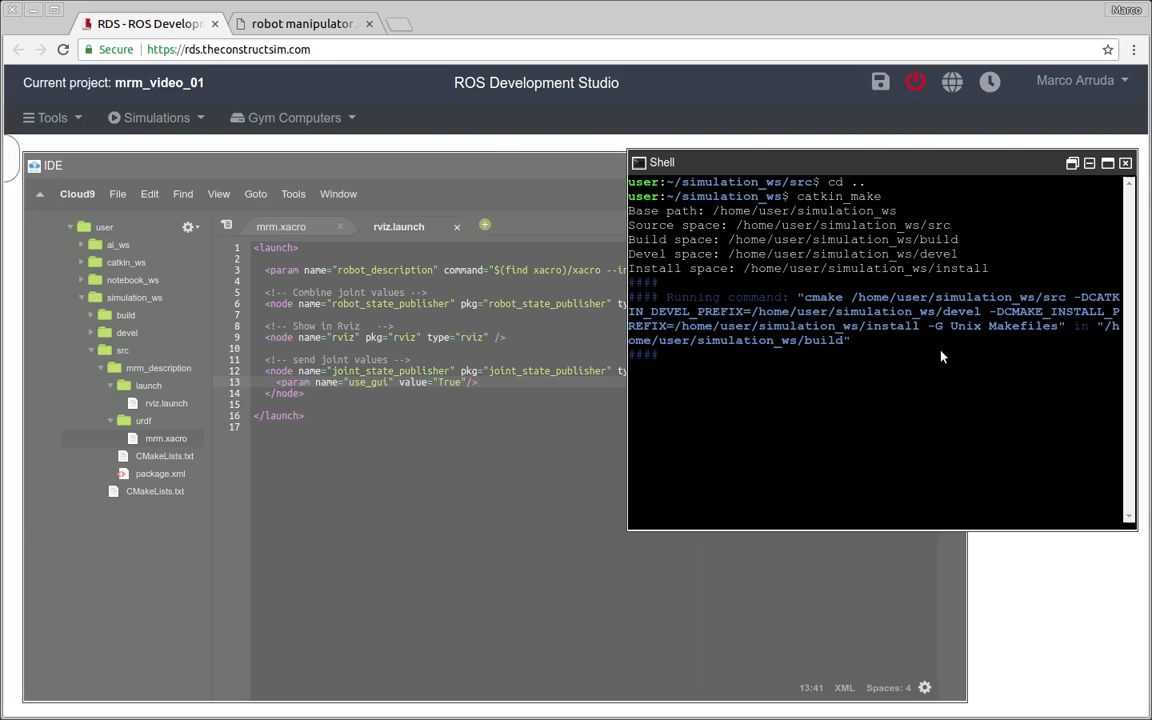 Marco
RDS - ROS Develop
robot manipulator
Secure https://rds.theconstructsim.com
Current project: mrm_video_01
ROS Development Studio
Marco Arruda
Tools
Simulations
Gym Computers
IDE
Cloud9 File Edit Find View Goto Tools Window
user
ai_ws
catkin_ws
notebook_ws
simulation_ws
build
devel
src
mrm_description
launch
rviz.launch
urdf
mrm.xacro
CMakeLists.txt
package.xml
CMakeLists.txt
mrm.xacro
rviz.launch
1 <launch>
2
3 <param name="robot_description" command="$(find xacro)/xacro --in
4
5 <!-- Combine joint values -->
6 <node name="robot_state_publisher" pkg="robot_state_publisher" ty
7
8 <!-- Show in Rviz   -->
9 <node name="rviz" pkg="rviz" type="rviz" />
10
11 <!-- send joint values -->
12 <node name="joint_state_publisher" pkg="joint_state_publisher" ty
13 <param name="use_gui" value="True"/>
14 </node>
15
16 </launch>
17
13:41 XML Spaces: 4
Shell
user:~/simulation_ws/src$ cd ..
user:~/simulation_ws$ catkin_make
Base path: /home/user/simulation_ws
Source space: /home/user/simulation_ws/src
Build space: /home/user/simulation_ws/build
Devel space: /home/user/simulation_ws/devel
Install space: /home/user/simulation_ws/install
####
#### Running command: "cmake /home/user/simulation_ws/src -DCATK
IN_DEVEL_PREFIX=/home/user/simulation_ws/devel -DCMAKE_INSTALL_P
REFIX=/home/user/simulation_ws/install -G Unix Makefiles" in "/h
ome/user/simulation_ws/build"
####